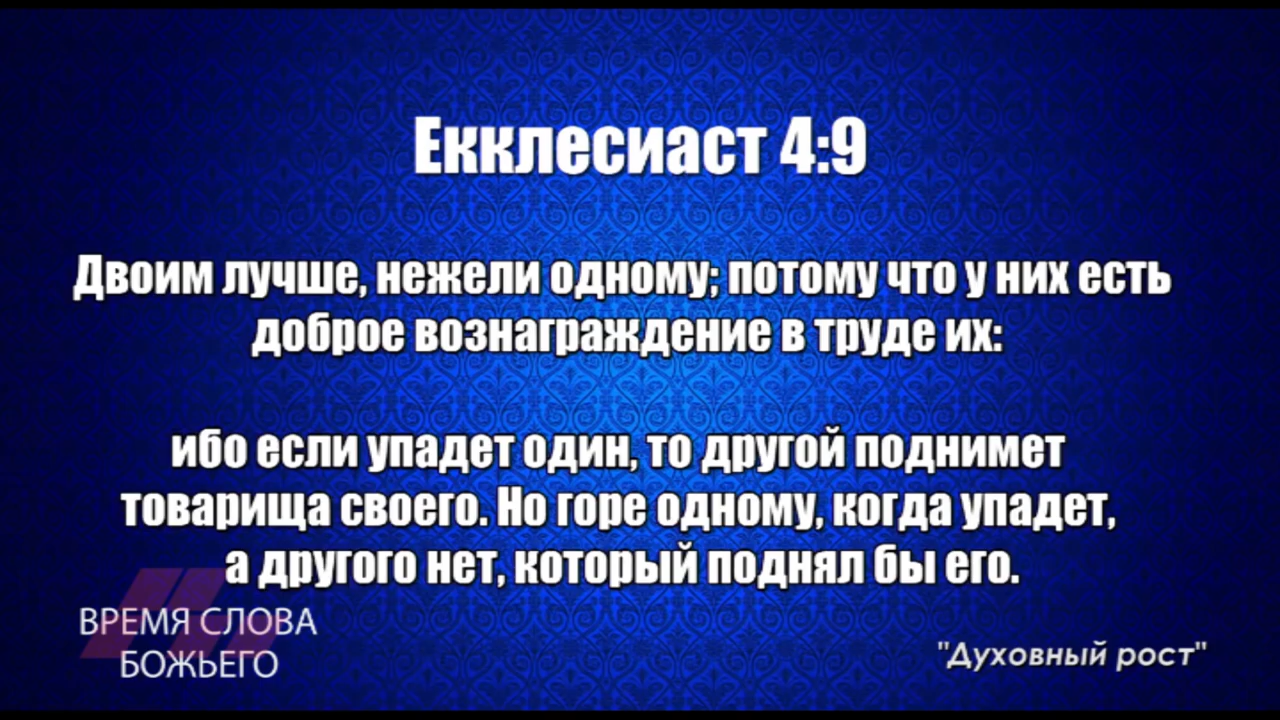 Екклесиаст 4:9
Двоим лучше, нежели одному; потому что у них есть
доброе вознаграждение в труде их:
ибо если упадет один, то другой поднимет
товарища своего. Но горе одному, когда упадет,
а другого нет, который поднял бы его.
ВРЕМЯ СЛОВА
БОЖЬЕГО
"Духовный рост"